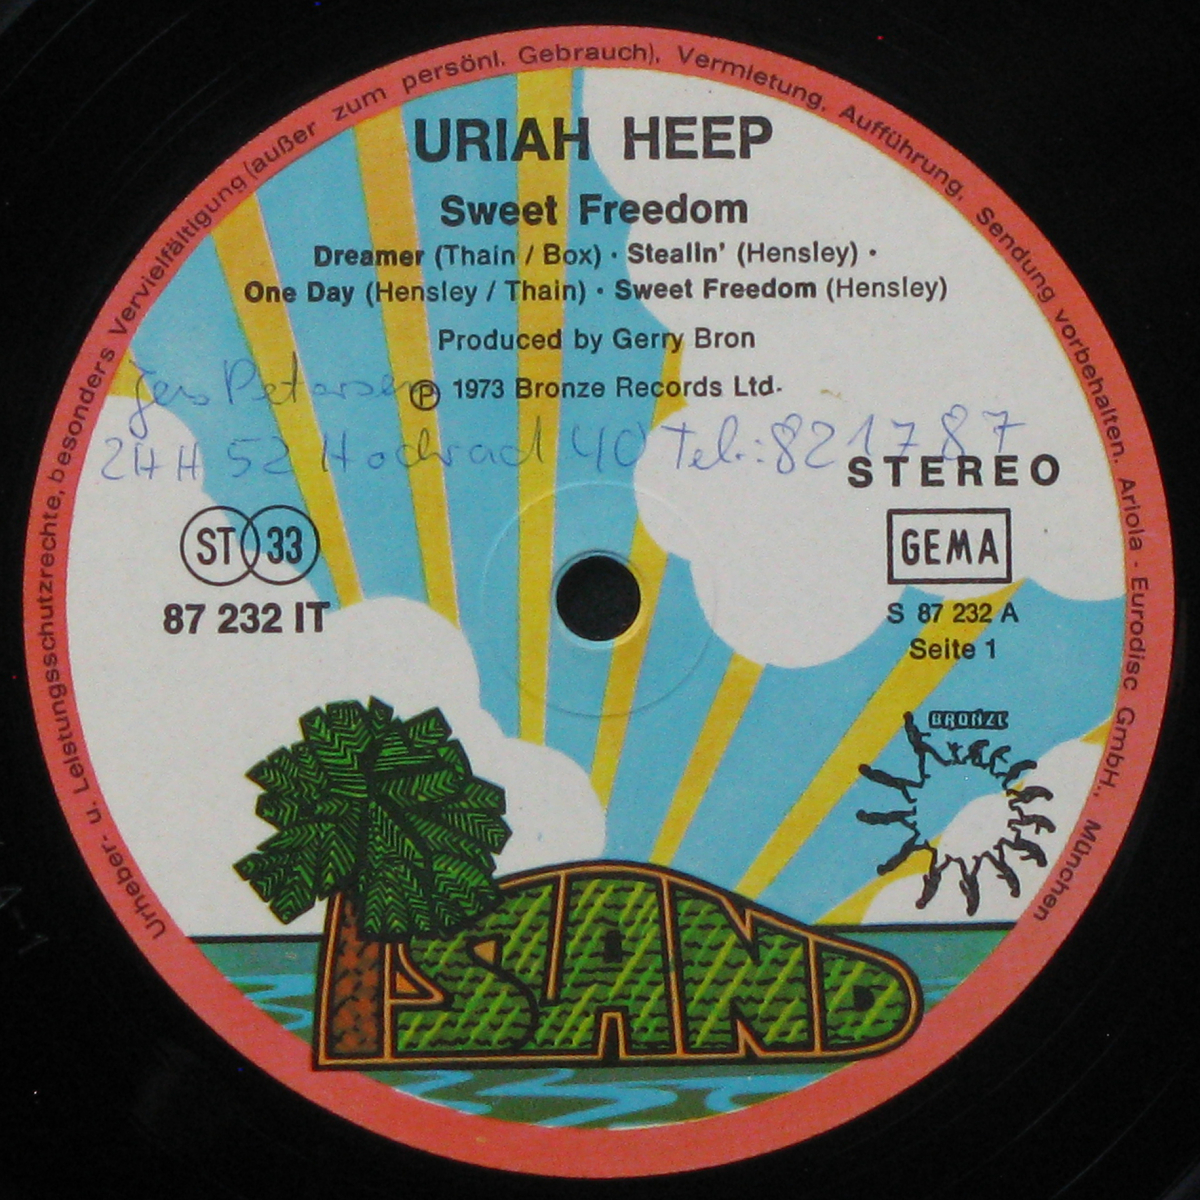 Urheber- u. Leistungsschutzrechte, besonders Vervielfältigung (außer zum persönl. Gebrauch), Vermietung, Aufführung, Sendung vorbehalten. Ariola - Eurodisc GmbH., München
URIAH HEEP
Sweet Freedom
Dreamer (Thain / Box) · Stealin' (Hensley) ·
One Day (Hensley / Thain) · Sweet Freedom (Hensley)
Produced by Gerry Bron
Petersen
℗ 1973 Bronze Records Ltd.
2HH 52 Hochrad 40 Tel.: 821787
STEREO
ST 33
GEMA
87 232 IT
S 87 232 A
Seite 1
BRONZE
ISLAND